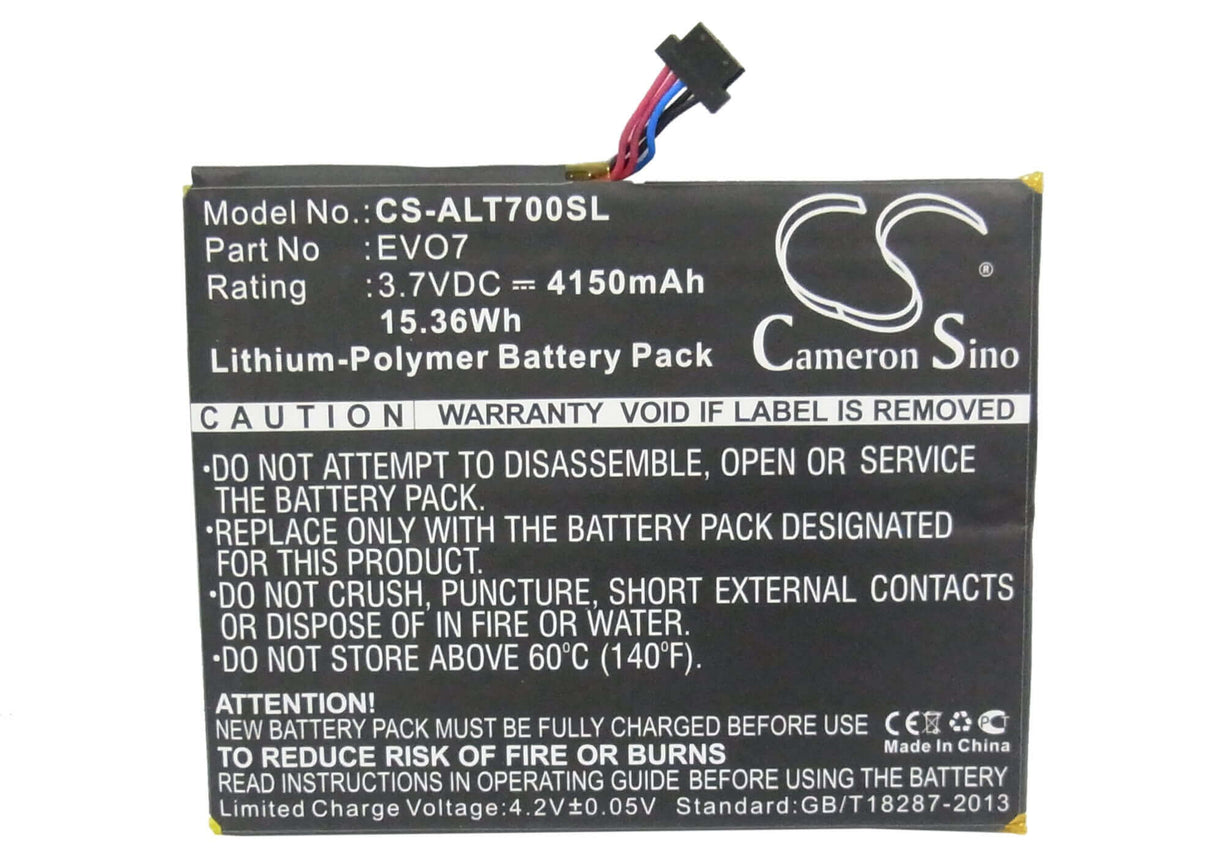 Model No.: CS-ALT700SL
Part No : EVO7
Rating : 3.7VDC ⎓ 4150mAh
15.36Wh
Lithium-Polymer Battery Pack
CS ®
Cameron Sino
CAUTION WARRANTY VOID IF LABEL IS REMOVED
•DO NOT ATTEMPT TO DISASSEMBLE, OPEN OR SERVICE
THE BATTERY PACK.
•REPLACE ONLY WITH THE BATTERY PACK DESIGNATED
FOR THIS PRODUCT.
•DO NOT CRUSH, PUNCTURE, SHORT EXTERNAL CONTACTS
OR DISPOSE OF IN FIRE OR WATER.
•DO NOT STORE ABOVE 60°C (140°F).
ATTENTION!
NEW BATTERY PACK MUST BE FULLY CHARGED BEFORE USE
CE PCT
Made In China
TO REDUCE RISK OF FIRE OR BURNS
READ INSTRUCTIONS IN OPERATING GUIDE BEFORE USING THE BATTERY
Limited Charge Voltage:4.2V±0.05V Standard:GB/T18287-2013